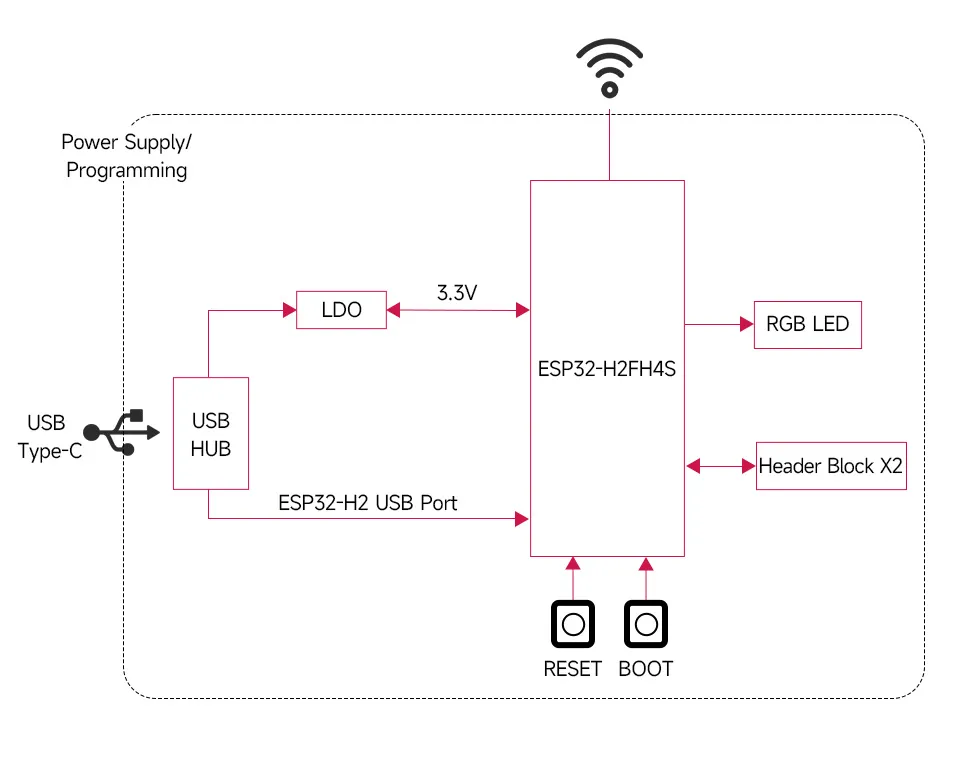 Power Supply/
Programming
3.3V
LDO
RGB LED
ESP32-H2FH4S
USB
Type-C
USB
HUB
Header Block X2
ESP32-H2 USB Port
RESET
BOOT